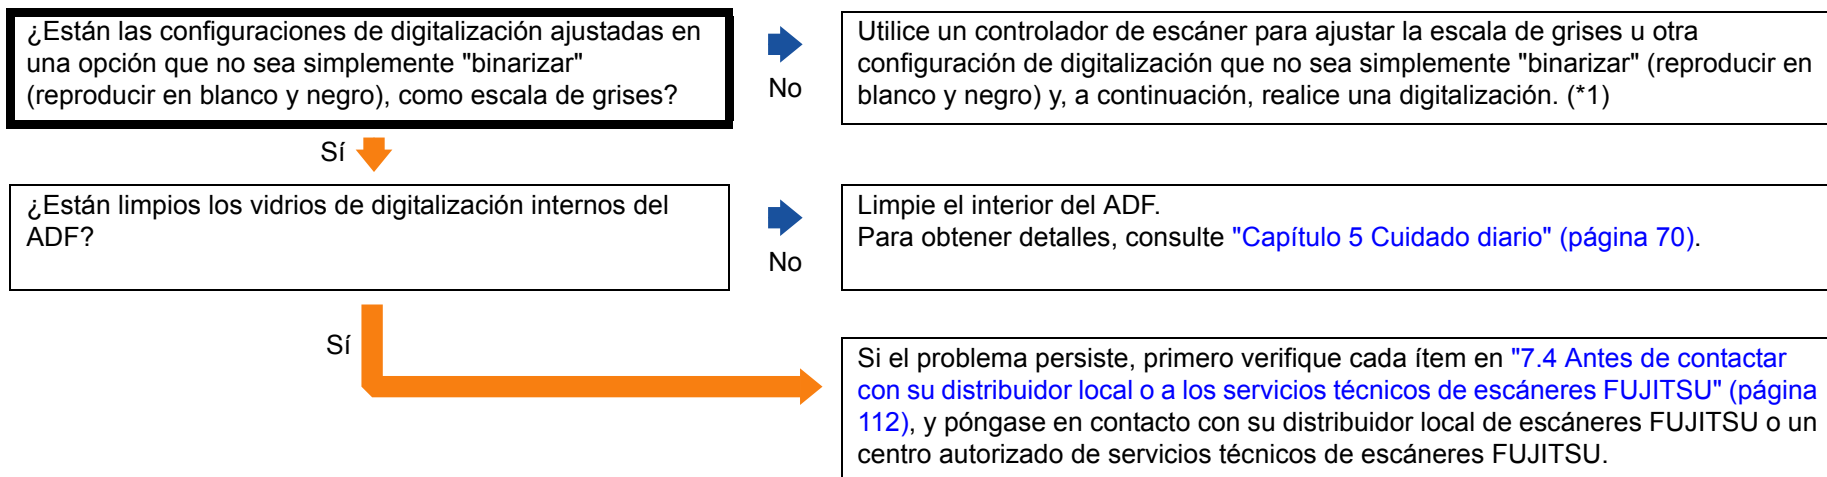 ¿Están las configuraciones de digitalización ajustadas en
una opción que no sea simplemente "binarizar"
(reproducir en blanco y negro), como escala de grises?
No
Utilice un controlador de escáner para ajustar la escala de grises u otra
configuración de digitalización que no sea simplemente "binarizar" (reproducir en
blanco y negro) y, a continuación, realice una digitalización. (*1)
Sí
¿Están limpios los vidrios de digitalización internos del
ADF?
No
Limpie el interior del ADF.
Para obtener detalles, consulte "Capítulo 5 Cuidado diario" (página 70).
Sí
Si el problema persiste, primero verifique cada ítem en "7.4 Antes de contactar
con su distribuidor local o a los servicios técnicos de escáneres FUJITSU" (página
112), y póngase en contacto con su distribuidor local de escáneres FUJITSU o un
centro autorizado de servicios técnicos de escáneres FUJITSU.